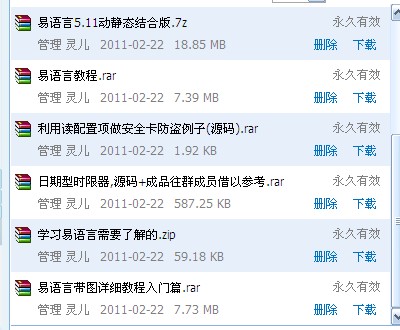 易语言5.11动静态结合版.7z 永久有效
管理 灵儿 2011-02-22 18.85 MB 删除 下载
易语言教程.rar 永久有效
管理 灵儿 2011-02-22 7.39 MB 删除 下载
利用读配置项做安全卡防盗例子(源码).rar 永久有效
管理 灵儿 2011-02-22 1.92 KB 删除 下载
日期型时限器,源码+成品往群成员借以参考.rar 永久有效
管理 灵儿 2011-02-22 587.25 KB 删除 下载
学习易语言需要了解的.zip 永久有效
管理 灵儿 2011-02-22 59.18 KB 删除 下载
易语言带图详细教程入门篇.rar 永久有效
管理 灵儿 2011-02-22 7.73 MB 删除 下载